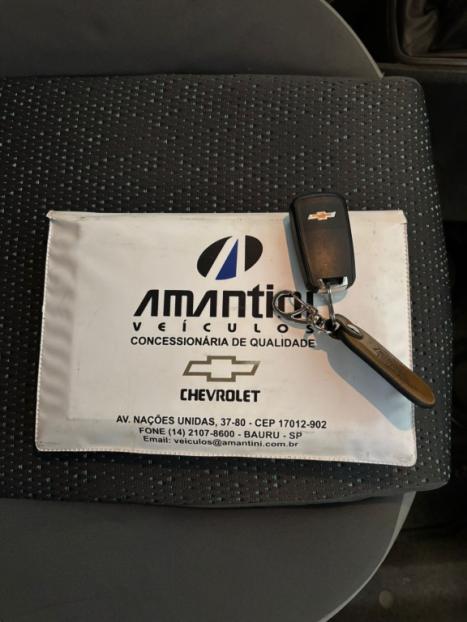 AMANTINI
VEÍCULOS
CONCESSIONÁRIA DE QUALIDADE
CHEVROLET
AV. NAÇÕES UNIDAS, 37-80 - CEP 17012-902
FONE (14) 2107-8600 - BAURU - SP
Email: veiculos@amantini.com.br